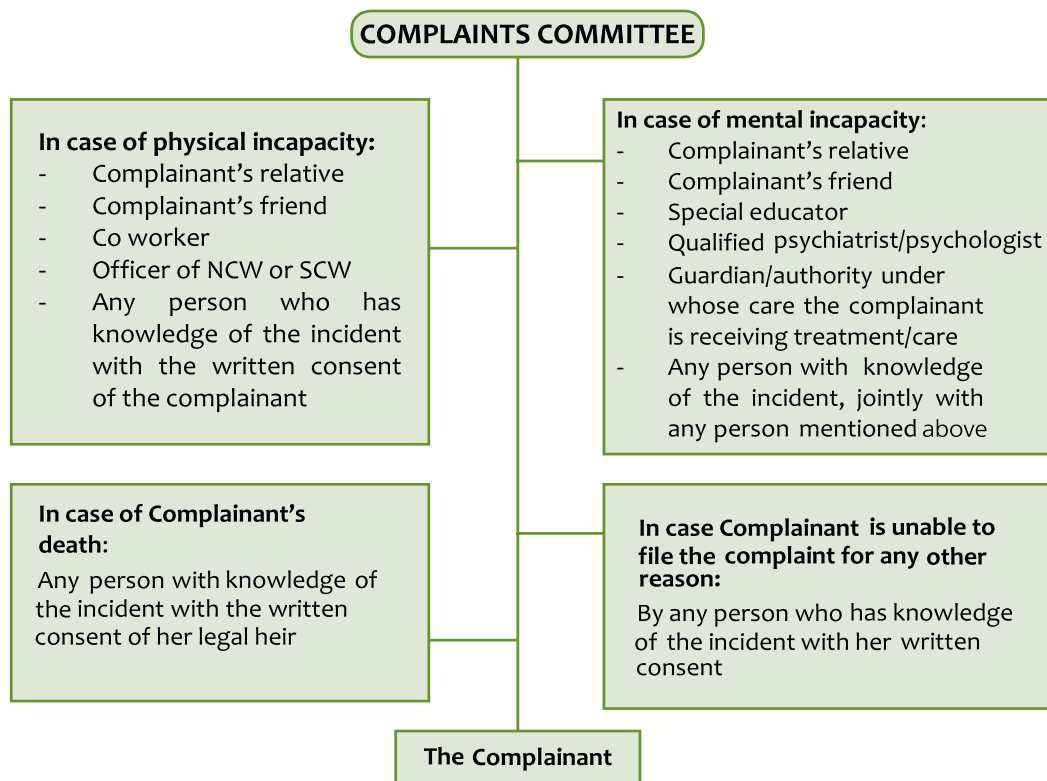 COMPLAINTS COMMITTEE
In case of physical incapacity:
- Complainant's relative
- Complainant's friend
- Co worker
- Officer of NCW or SCW
- Any person who has
knowledge of the incident
with the written consent
of the complainant
In case of mental incapacity:
- Complainant's relative
- Complainant's friend
- Special educator
- Qualified psychiatrist/psychologist
- Guardian/authority under
whose care the complainant
is receiving treatment/care
- Any person with knowledge
of the incident, jointly with
any person mentioned above
In case of Complainant's
death:
Any person with knowledge of
the incident with the written
consent of her legal heir
In case Complainant is unable to
file the complaint for any other
reason:
By any person who has knowledge
of the incident with her written
consent
The Complainant